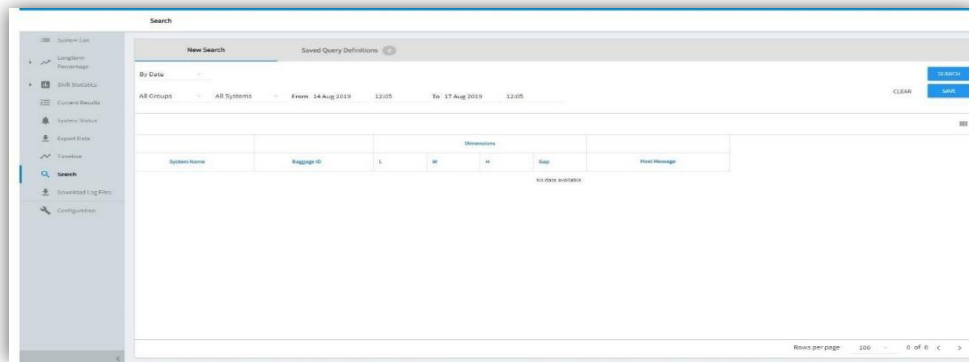 Search
System List
Longterm
Percentage
Shift Statistics
Current Results
System Status
Export Data
Timeline
Search
Download Log Files
Configuration
New Search
Saved Query Definitions 0
By Date
SEARCH
All Groups All Systems From 14 Aug 2019 12:05 To 17 Aug 2019 12:05
CLEAR SAVE
Dimensions
System Name Baggage ID L W H Gap Host Message
No data available
Rows per page 100 0 of 0